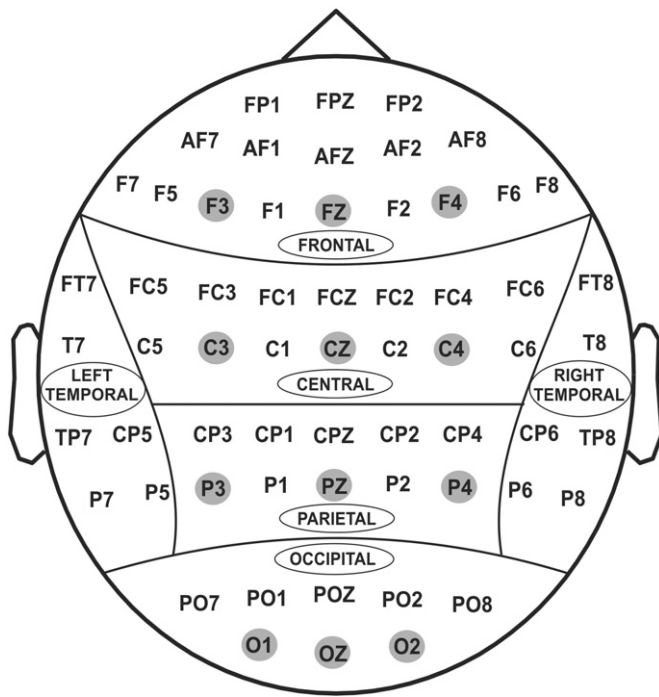 FP1 FPZ FP2
AF7 AF1 AFZ AF2 AF8
F7 F5 F3 F1 FZ F2 F4 F6 F8
FRONTAL
FT7 FC5 FC3 FC1 FCZ FC2 FC4 FC6 FT8
T7 C5 C3 C1 CZ C2 C4 C6 T8
LEFT
TEMPORAL
CENTRAL
RIGHT
TEMPORAL
TP7 CP5 CP3 CP1 CPZ CP2 CP4 CP6 TP8
P7 P5 P3 P1 PZ P2 P4 P6 P8
PARIETAL
OCCIPITAL
PO7 PO1 POZ PO2 PO8
O1 OZ O2